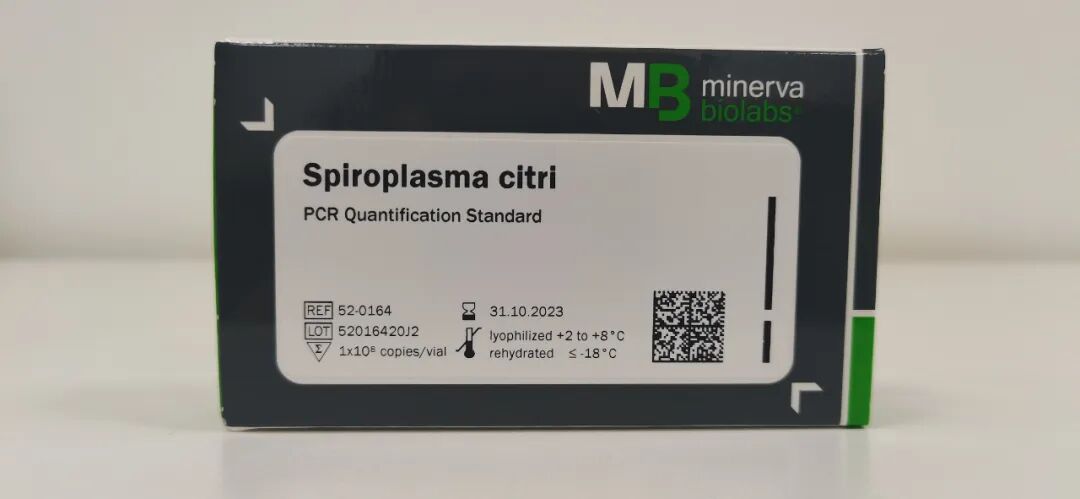 MB minerva
biolabs®
Spiroplasma citri
PCR Quantification Standard
REF 52-0164
LOT 52016420J2
Σ 1x10⁸ copies/vial
31.10.2023
lyophilized +2 to +8°C
rehydrated ≤ -18°C